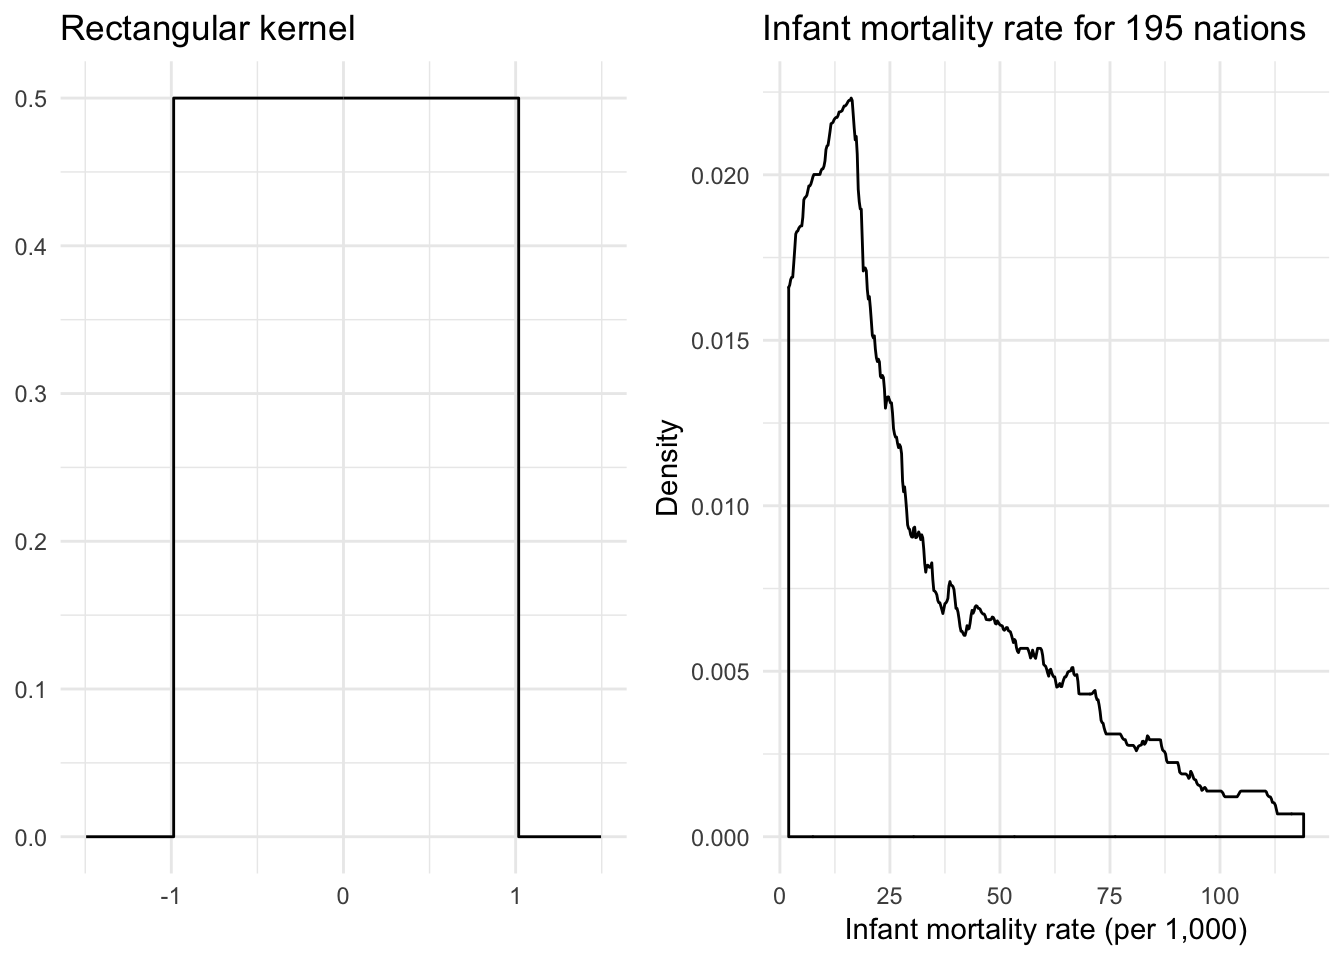 Rectangular kernel
0.5
0.4
0.3
0.2
0.1
0.0
-1 0 1
Infant mortality rate for 195 nations
Density
0.020
0.015
0.010
0.005
0.000
0 25 50 75 100
Infant mortality rate (per 1,000)